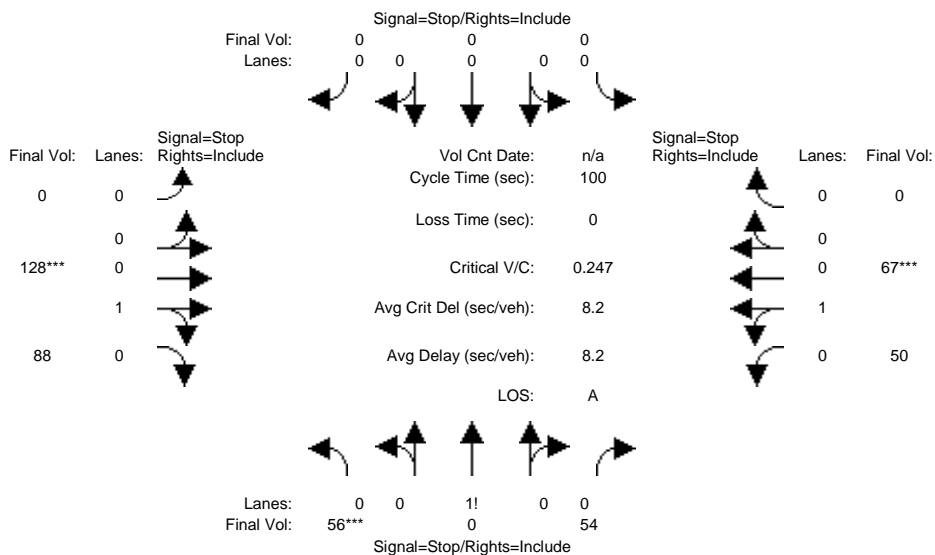 Signal=Stop/Rights=Include
Final Vol: 0 0 0
Lanes: 0 0 0 0 0
Signal=Stop
Final Vol: Lanes: Rights=Include
Vol Cnt Date: n/a
Signal=Stop
Rights=Include Lanes: Final Vol:
Cycle Time (sec): 100
0 0
0 0
Loss Time (sec): 0
0
0
128*** 0
Critical V/C: 0.247
0 67***
1
Avg Crit Del (sec/veh): 8.2
1
88 0
Avg Delay (sec/veh): 8.2
0 50
LOS: A
Lanes: 0 0 1! 0 0
Final Vol: 56*** 0 54
Signal=Stop/Rights=Include